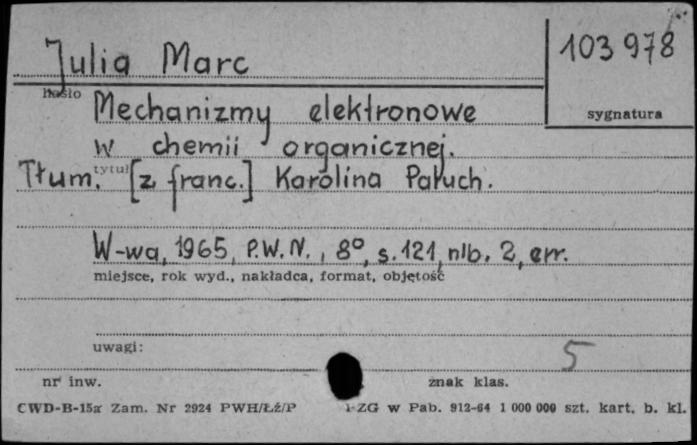 Julia Marc
103 978
hasło
sygnatura
Mechanizmy elektronowe
w chemii organicznej.
tytuł
Tłum. [z franc.] Karolina Pałuch.
W-wa, 1965, P.W.N., 8°, s. 121, nlb. 2, err.
miejsce, rok wyd., nakładca, format, objętość
uwagi:
5
nr inw.
znak klas.
CWD-B-15a Zam. Nr 2924 PWH/Łź/P
PZG w Pab. 912-64 1 000 000 szt. kart. b. kl.